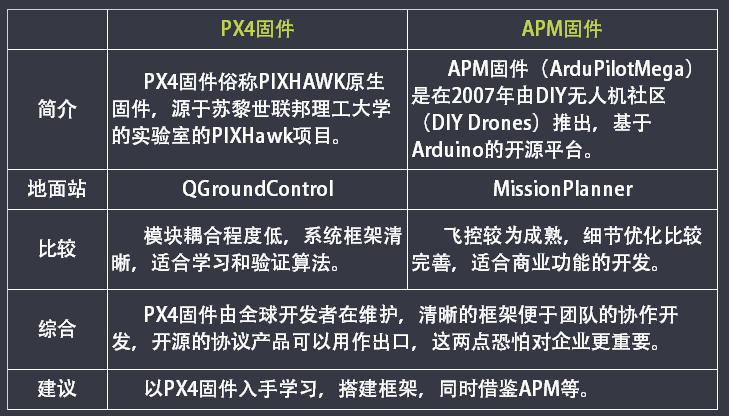 PX4固件
APM固件
简介
PX4固件俗称PIXHAWK原生
固件，源于苏黎世联邦理工大学
的实验室的PIXHawk项目。
APM固件（ArduPilotMega）
是在2007年由DIY无人机社区
（DIY Drones）推出，基于
Arduino的开源平台。
地面站
QGroundControl
MissionPlanner
比较
模块耦合程度低，系统框架清
晰，适合学习和验证算法。
飞控较为成熟，细节优化比较
完善，适合商业功能的开发。
综合
PX4固件由全球开发者在维护，清晰的框架便于团队的协作开
发，开源的协议产品可以用作出口，这两点恐怕对企业更重要。
建议
以PX4固件入手学习，搭建框架，同时借鉴APM等。